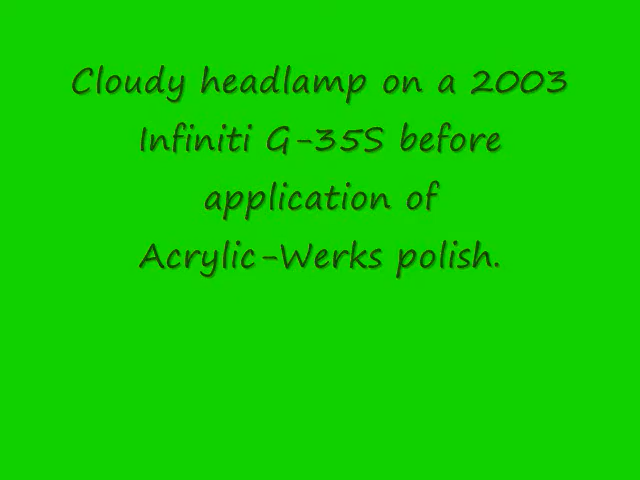 Cloudy headlamp on a 2003
Infiniti G-35S before
application of
Acrylic-Werks polish.